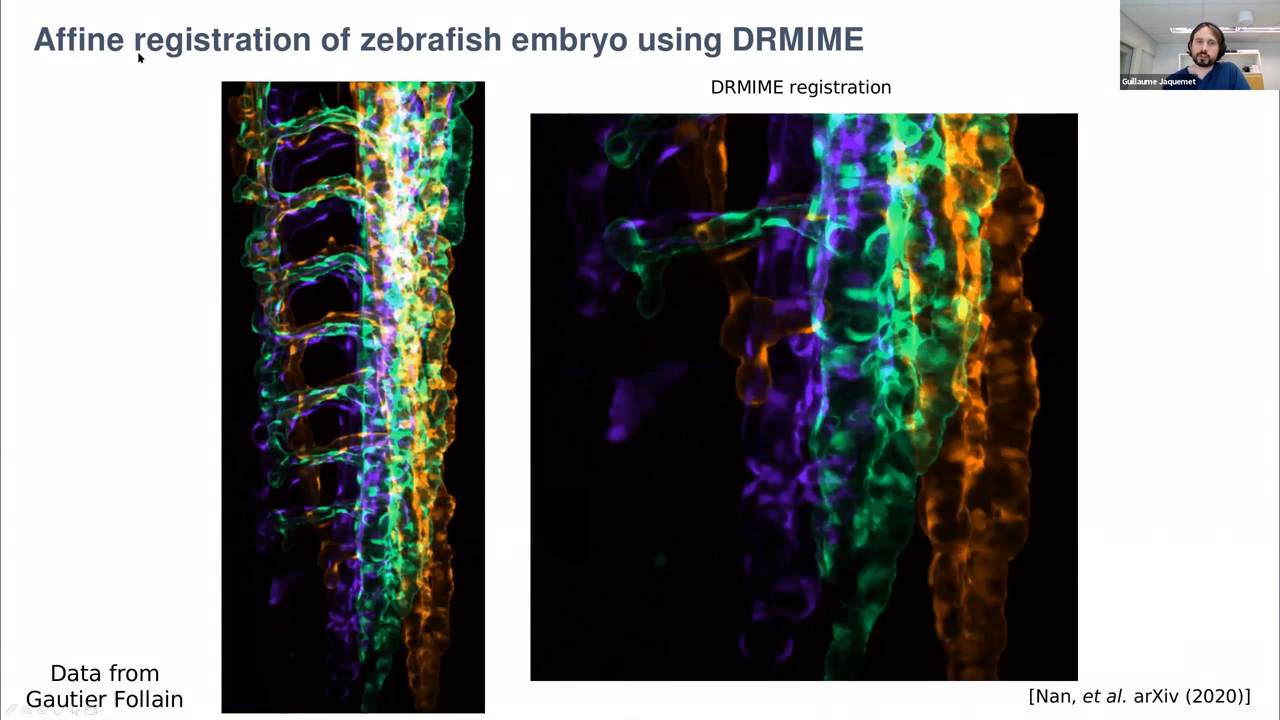 Affine registration of zebrafish embryo using DRMIME
Guillaume Jaquemet
DRMIME registration
Data from
Gautier Follain
[Nan, et al. arXiv (2020)]